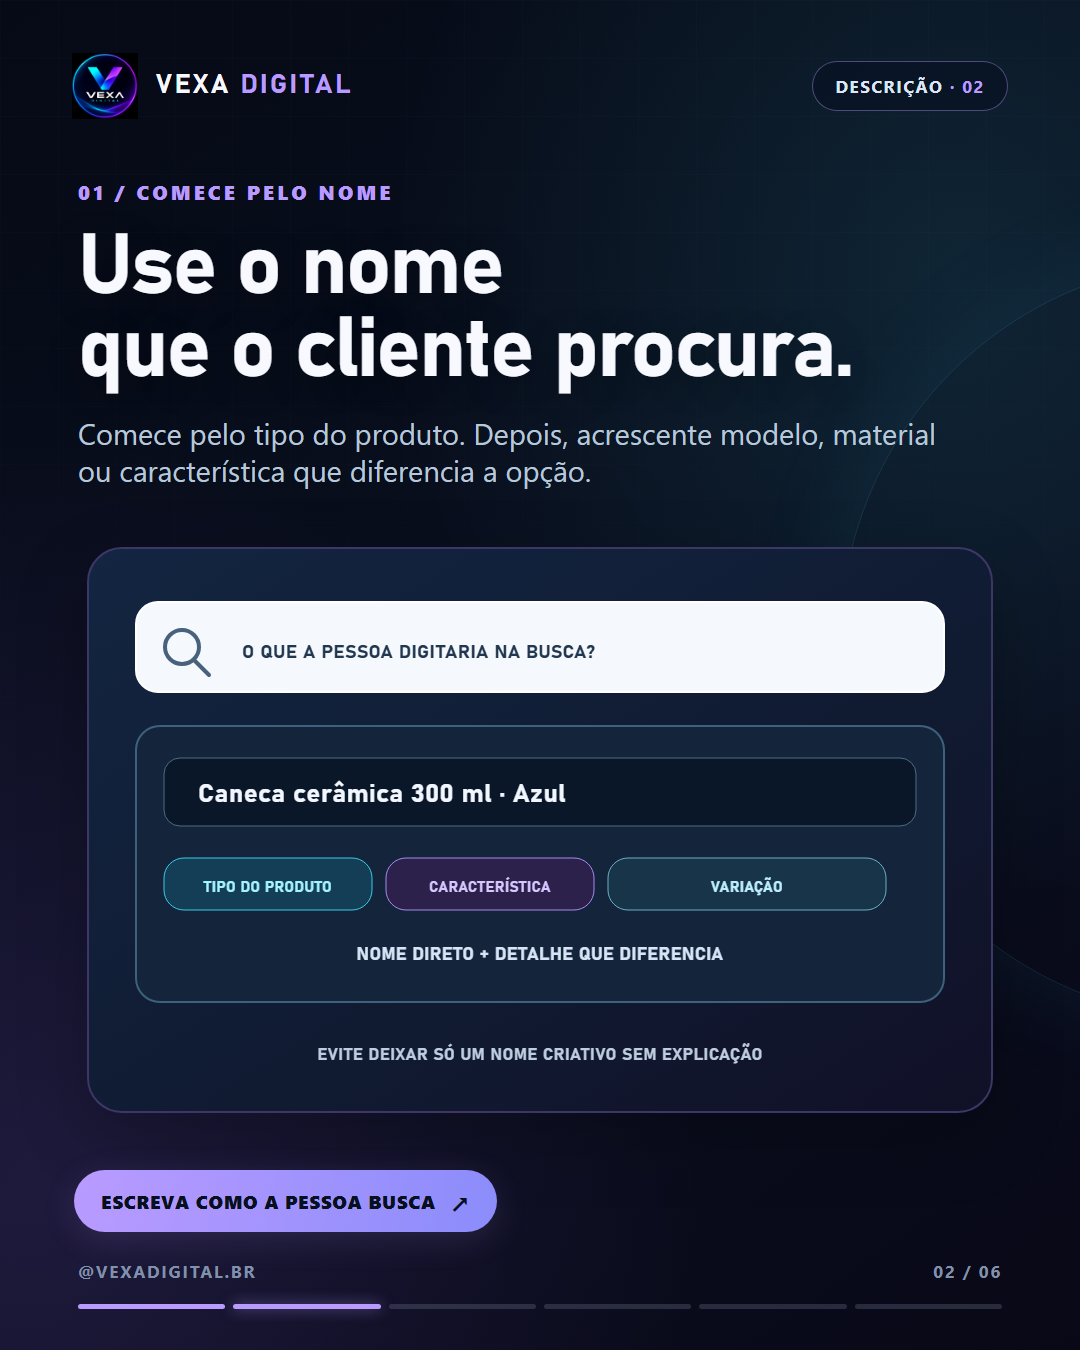 VEXA
DIGITAL
VEXA DIGITAL
DESCRIÇÃO · 02
01 / COMECE PELO NOME
Use o nome
que o cliente procura.
Comece pelo tipo do produto. Depois, acrescente modelo, material
ou característica que diferencia a opção.
O QUE A PESSOA DIGITARIA NA BUSCA?
Caneca cerâmica 300 ml · Azul
TIPO DO PRODUTO
CARACTERÍSTICA
VARIAÇÃO
NOME DIRETO + DETALHE QUE DIFERENCIA
EVITE DEIXAR SÓ UM NOME CRIATIVO SEM EXPLICAÇÃO
ESCREVA COMO A PESSOA BUSCA ↗
@VEXADIGITAL.BR
02 / 06